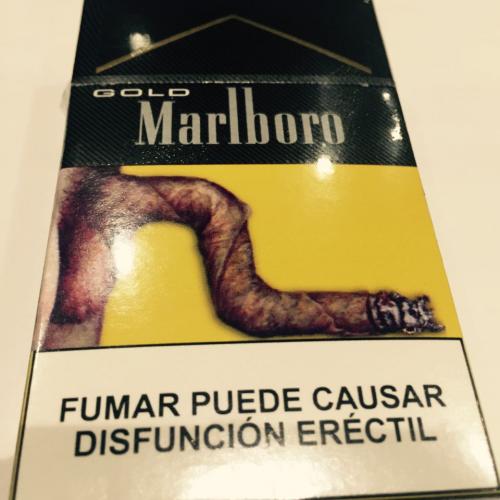 GOLD
Marlboro
FUMAR PUEDE CAUSAR
DISFUNCIÓN ERÉCTIL